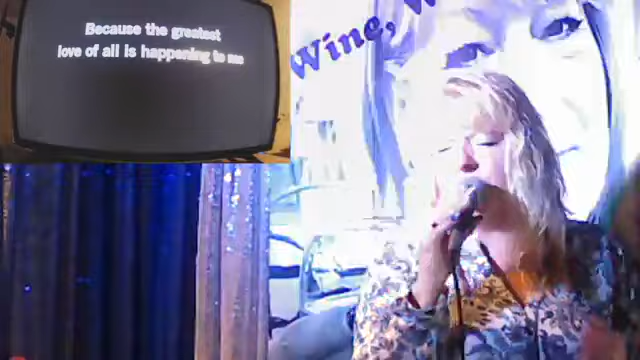 Because the greatest
love of all is happening to me
Wine,